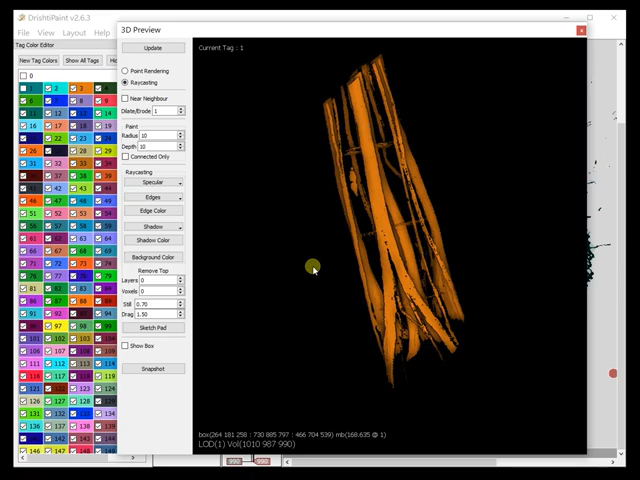 DrishtiPaint v2.6.3
File View Layout Help
Tag Color Editor
New Tag Colors Show All Tags
0
1 2 3 4
6 7 8 9
11 12 13 14
16 17 18 19
22 23 24
26 28 29
31 32 33 34
37 38 39
41 42 43 44
46 47 48 49
51 52 53 54
56 57 58 59
61 62 63 64
66 67 68 69
71 72 73 74
76 77 78 79
81 82 83 84
86 87 88 89
91 92 93 94
96 97 98 99
101 102 103 104
106 107 108 109
111 112 113 114
116 117 118 119
121 122 123 124
126 127 128 129
131 132 133 134
136 137 138 139
142 143 144
146 147 148 149
3D Preview
Update
Point Rendering
Raycasting
Near Neighbour
Dilate/Erode 1
Paint
Radius 10
Depth 10
Connected Only
Raycasting
Specular
Edges
Edge Color
Shadow
Shadow Color
Background Color
Remove Top
Layers 0
Voxels 0
Still 0.70
Drag 1.50
Sketch Pad
Show Box
Snapshot
Current Tag : 1
box(264 181 258 : 730 885 797 : 466 704 539) mb(168.635 @ 1)
LOD(1) Vol(1010 987 990)